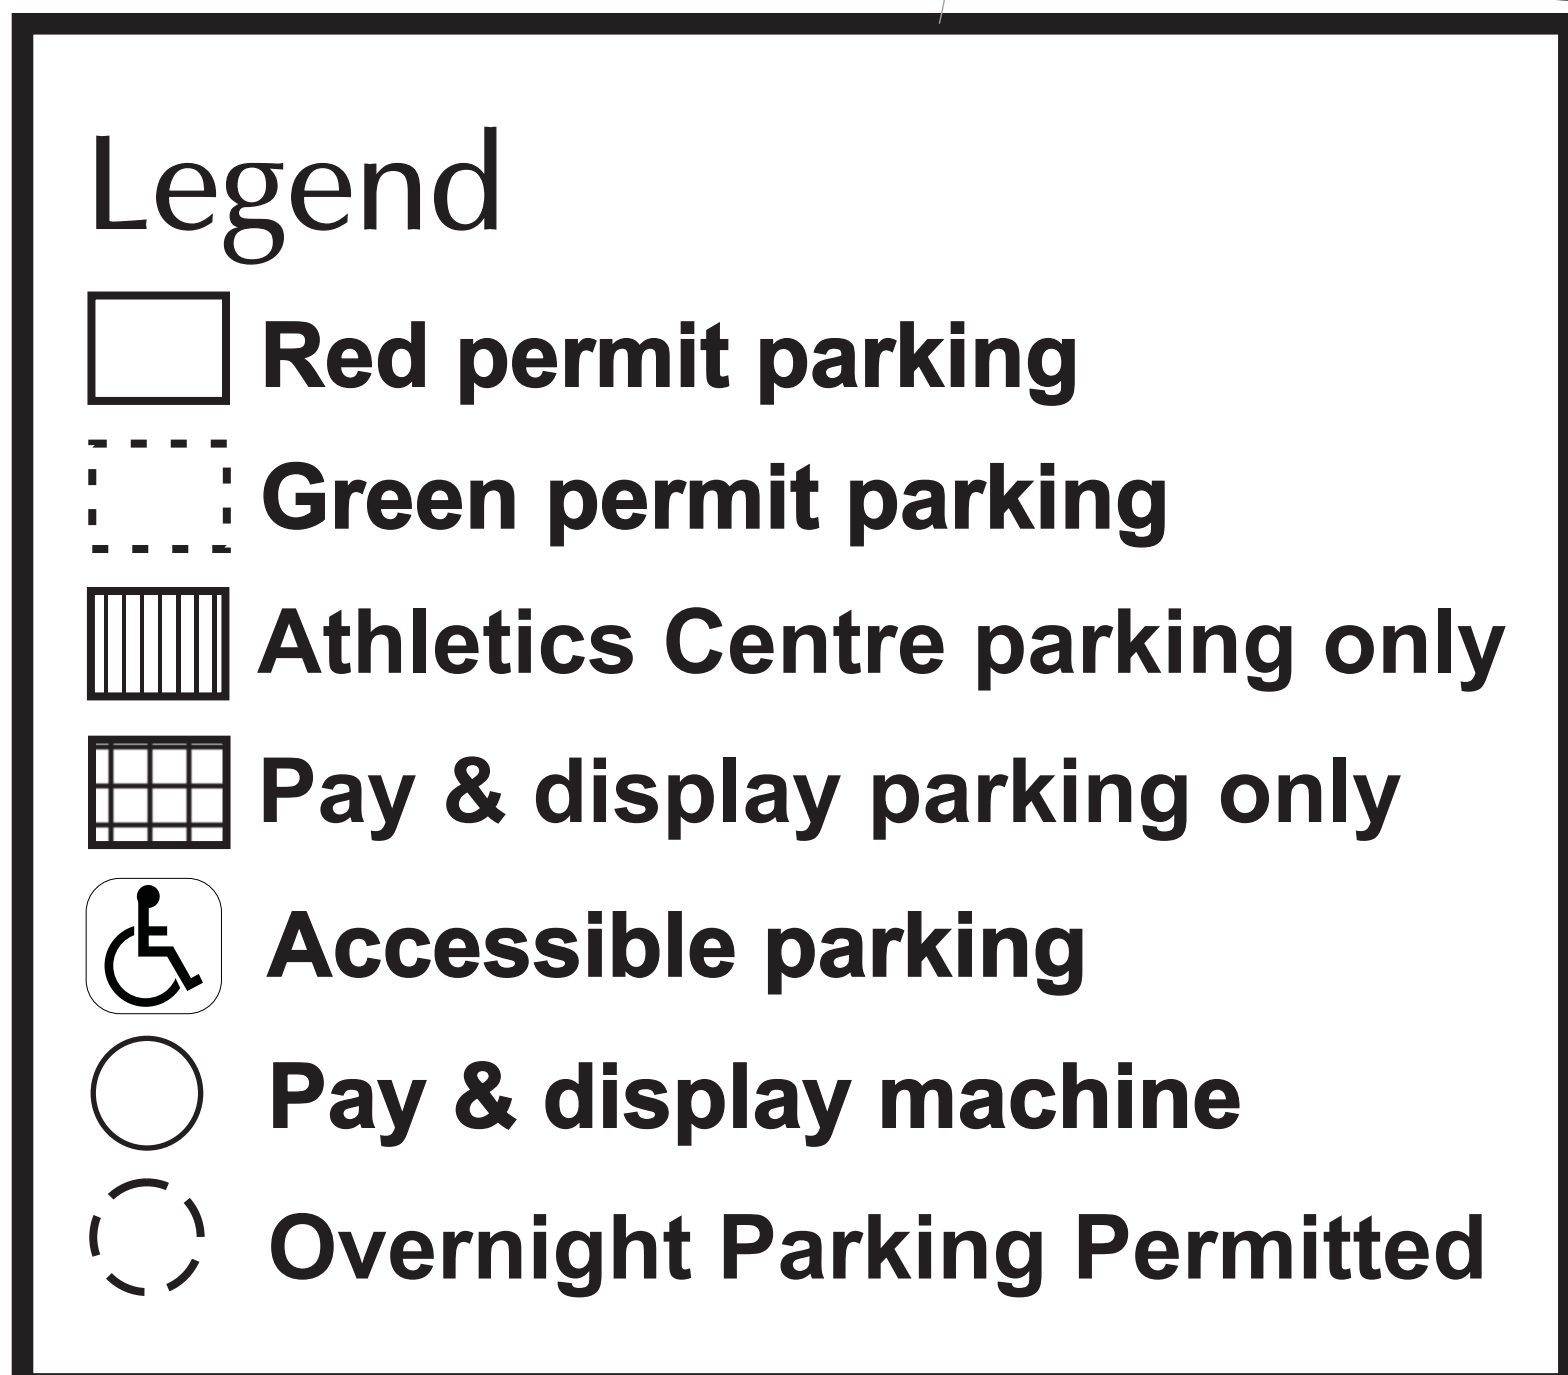 Legend
Red permit parking
Green permit parking
Athletics Centre parking only
Pay & display parking only
Accessible parking
Pay & display machine
Overnight Parking Permitted